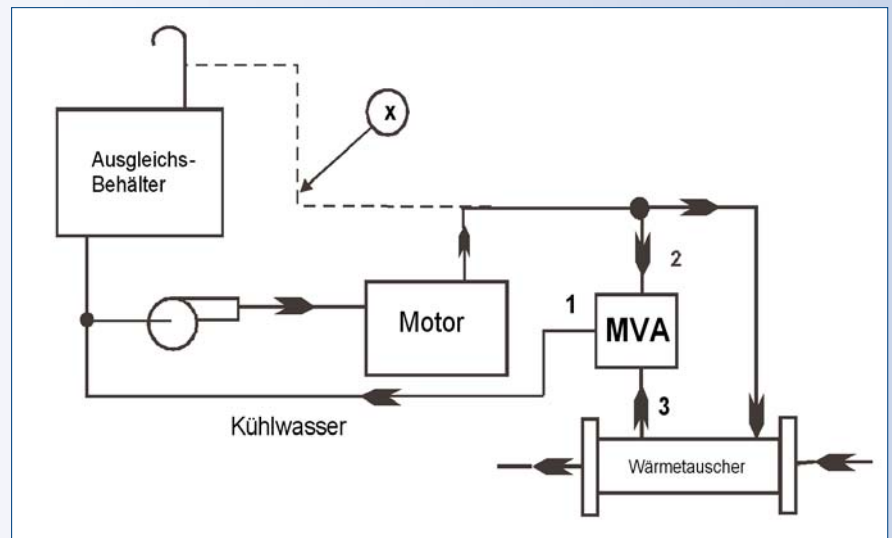 x
Ausgleichs-
Behälter
2
1
Motor
MVA
3
Kühlwasser
Wärmetauscher